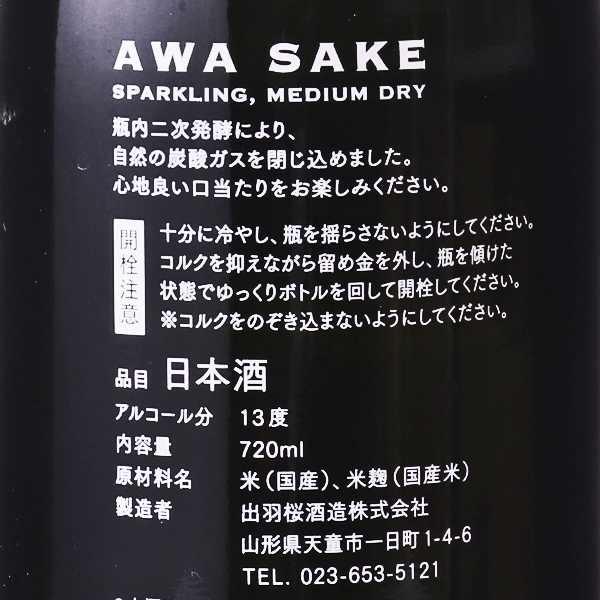 AWA SAKE
SPARKLING, MEDIUM DRY
瓶内二次発酵により、
自然の炭酸ガスを閉じ込めました。
心地良い口当たりをお楽しみください。
開栓注意
十分に冷やし、瓶を揺らさないようにしてください。
コルクを抑えながら留め金を外し、瓶を傾けた
状態でゆっくりボトルを回して開栓してください。
※コルクをのぞき込まないようにしてください。
品目 日本酒
アルコール分 13度
内容量 720ml
原材料名 米(国産)、米麹(国産米)
製造者 出羽桜酒造株式会社
山形県天童市一日町1-4-6
TEL. 023-653-5121